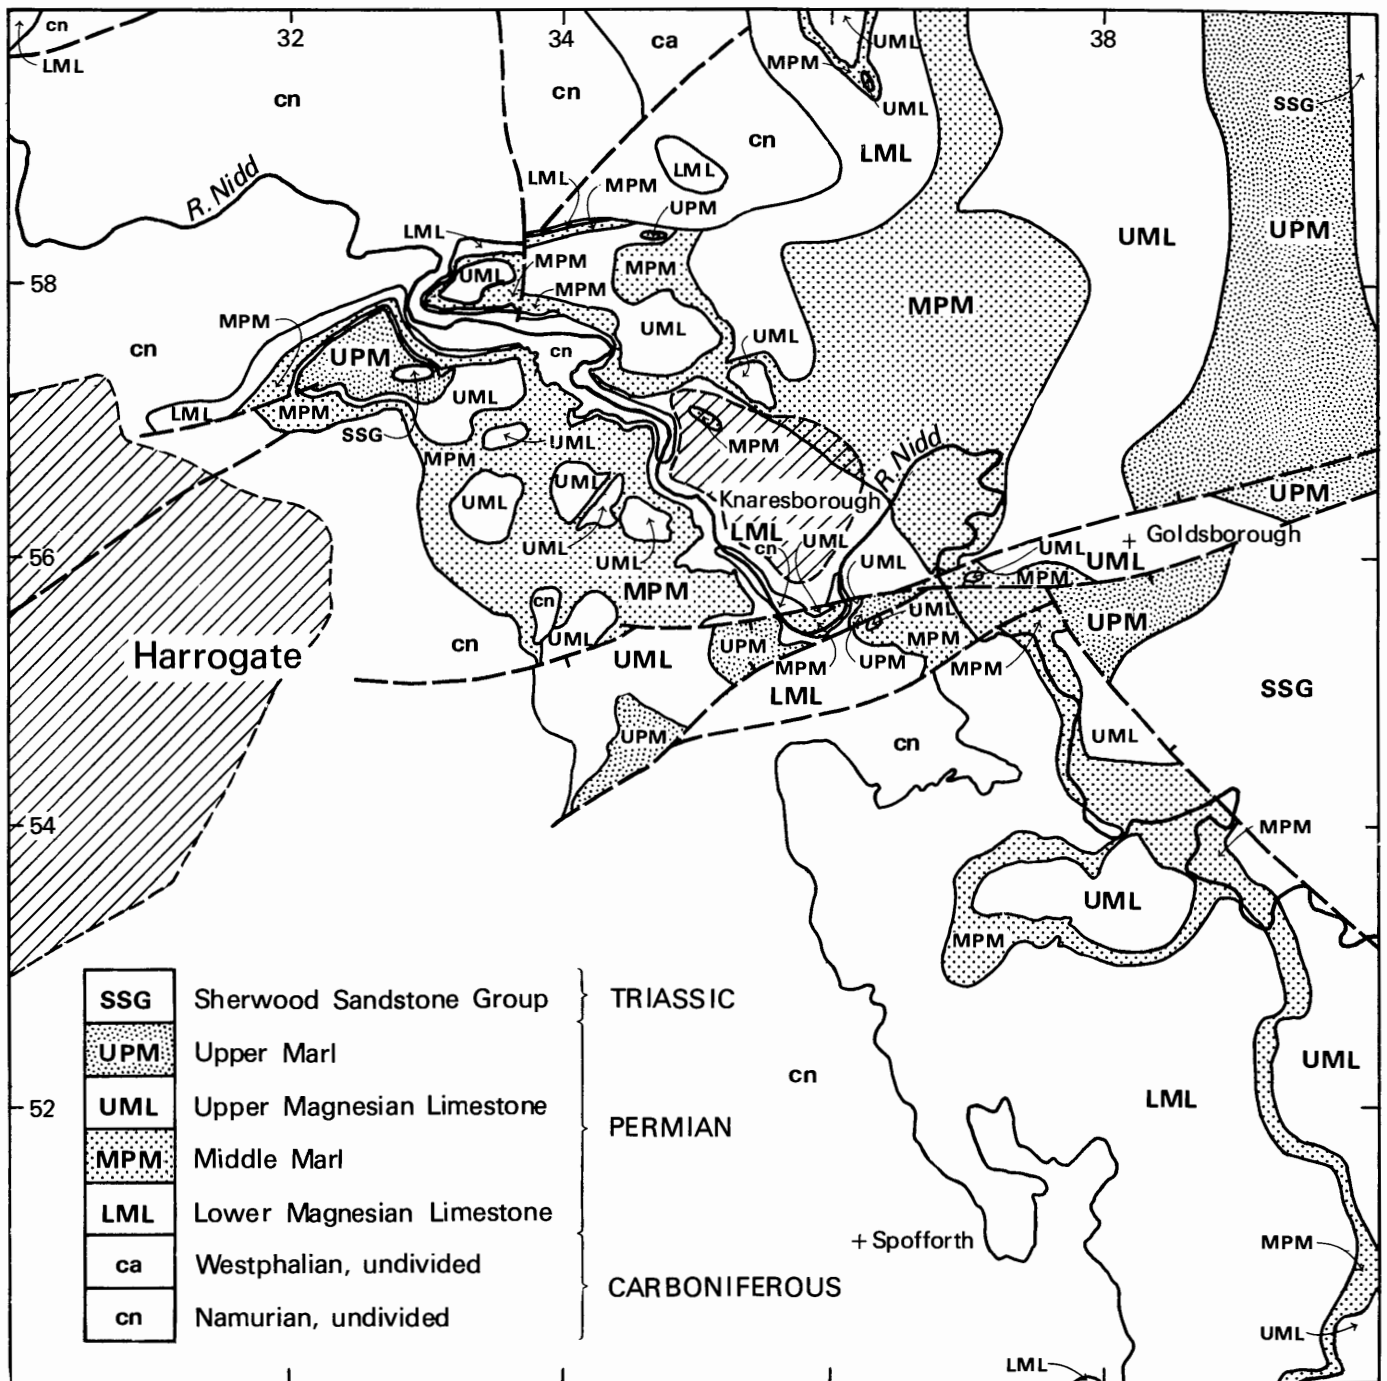 cn
32
34
38
LML
cn
cn
ca
UML
MPM
UML
SSG
cn
LML
LML
LML
MPM
UPM
R. Nidd
LML
UML
UPM
58
UML
MPM
MPM
MPM
MPM
MPM
UML
UML
cn
UPM
cn
LML
MPM
UML
SSG
UML
MPM
MPM
R. Nidd
UML
UML
Knaresborough
UPM
LML
cn
UML
Goldsborough
56
UML
UML
UML
UML
UML
MPM
MPM
cn
UML
UPM
Harrogate
cn
UML
UML
UPM
MPM
MPM
UPM
MPM
LML
SSG
UPM
cn
UML
54
MPM
UML
MPM
SSG Sherwood Sandstone Group TRIASSIC
UPM Upper Marl
UML Upper Magnesian Limestone PERMIAN
MPM Middle Marl
LML Lower Magnesian Limestone
ca Westphalian, undivided CARBONIFEROUS
cn Namurian, undivided
cn
UML
52
LML
Spofforth
MPM
UML
LML